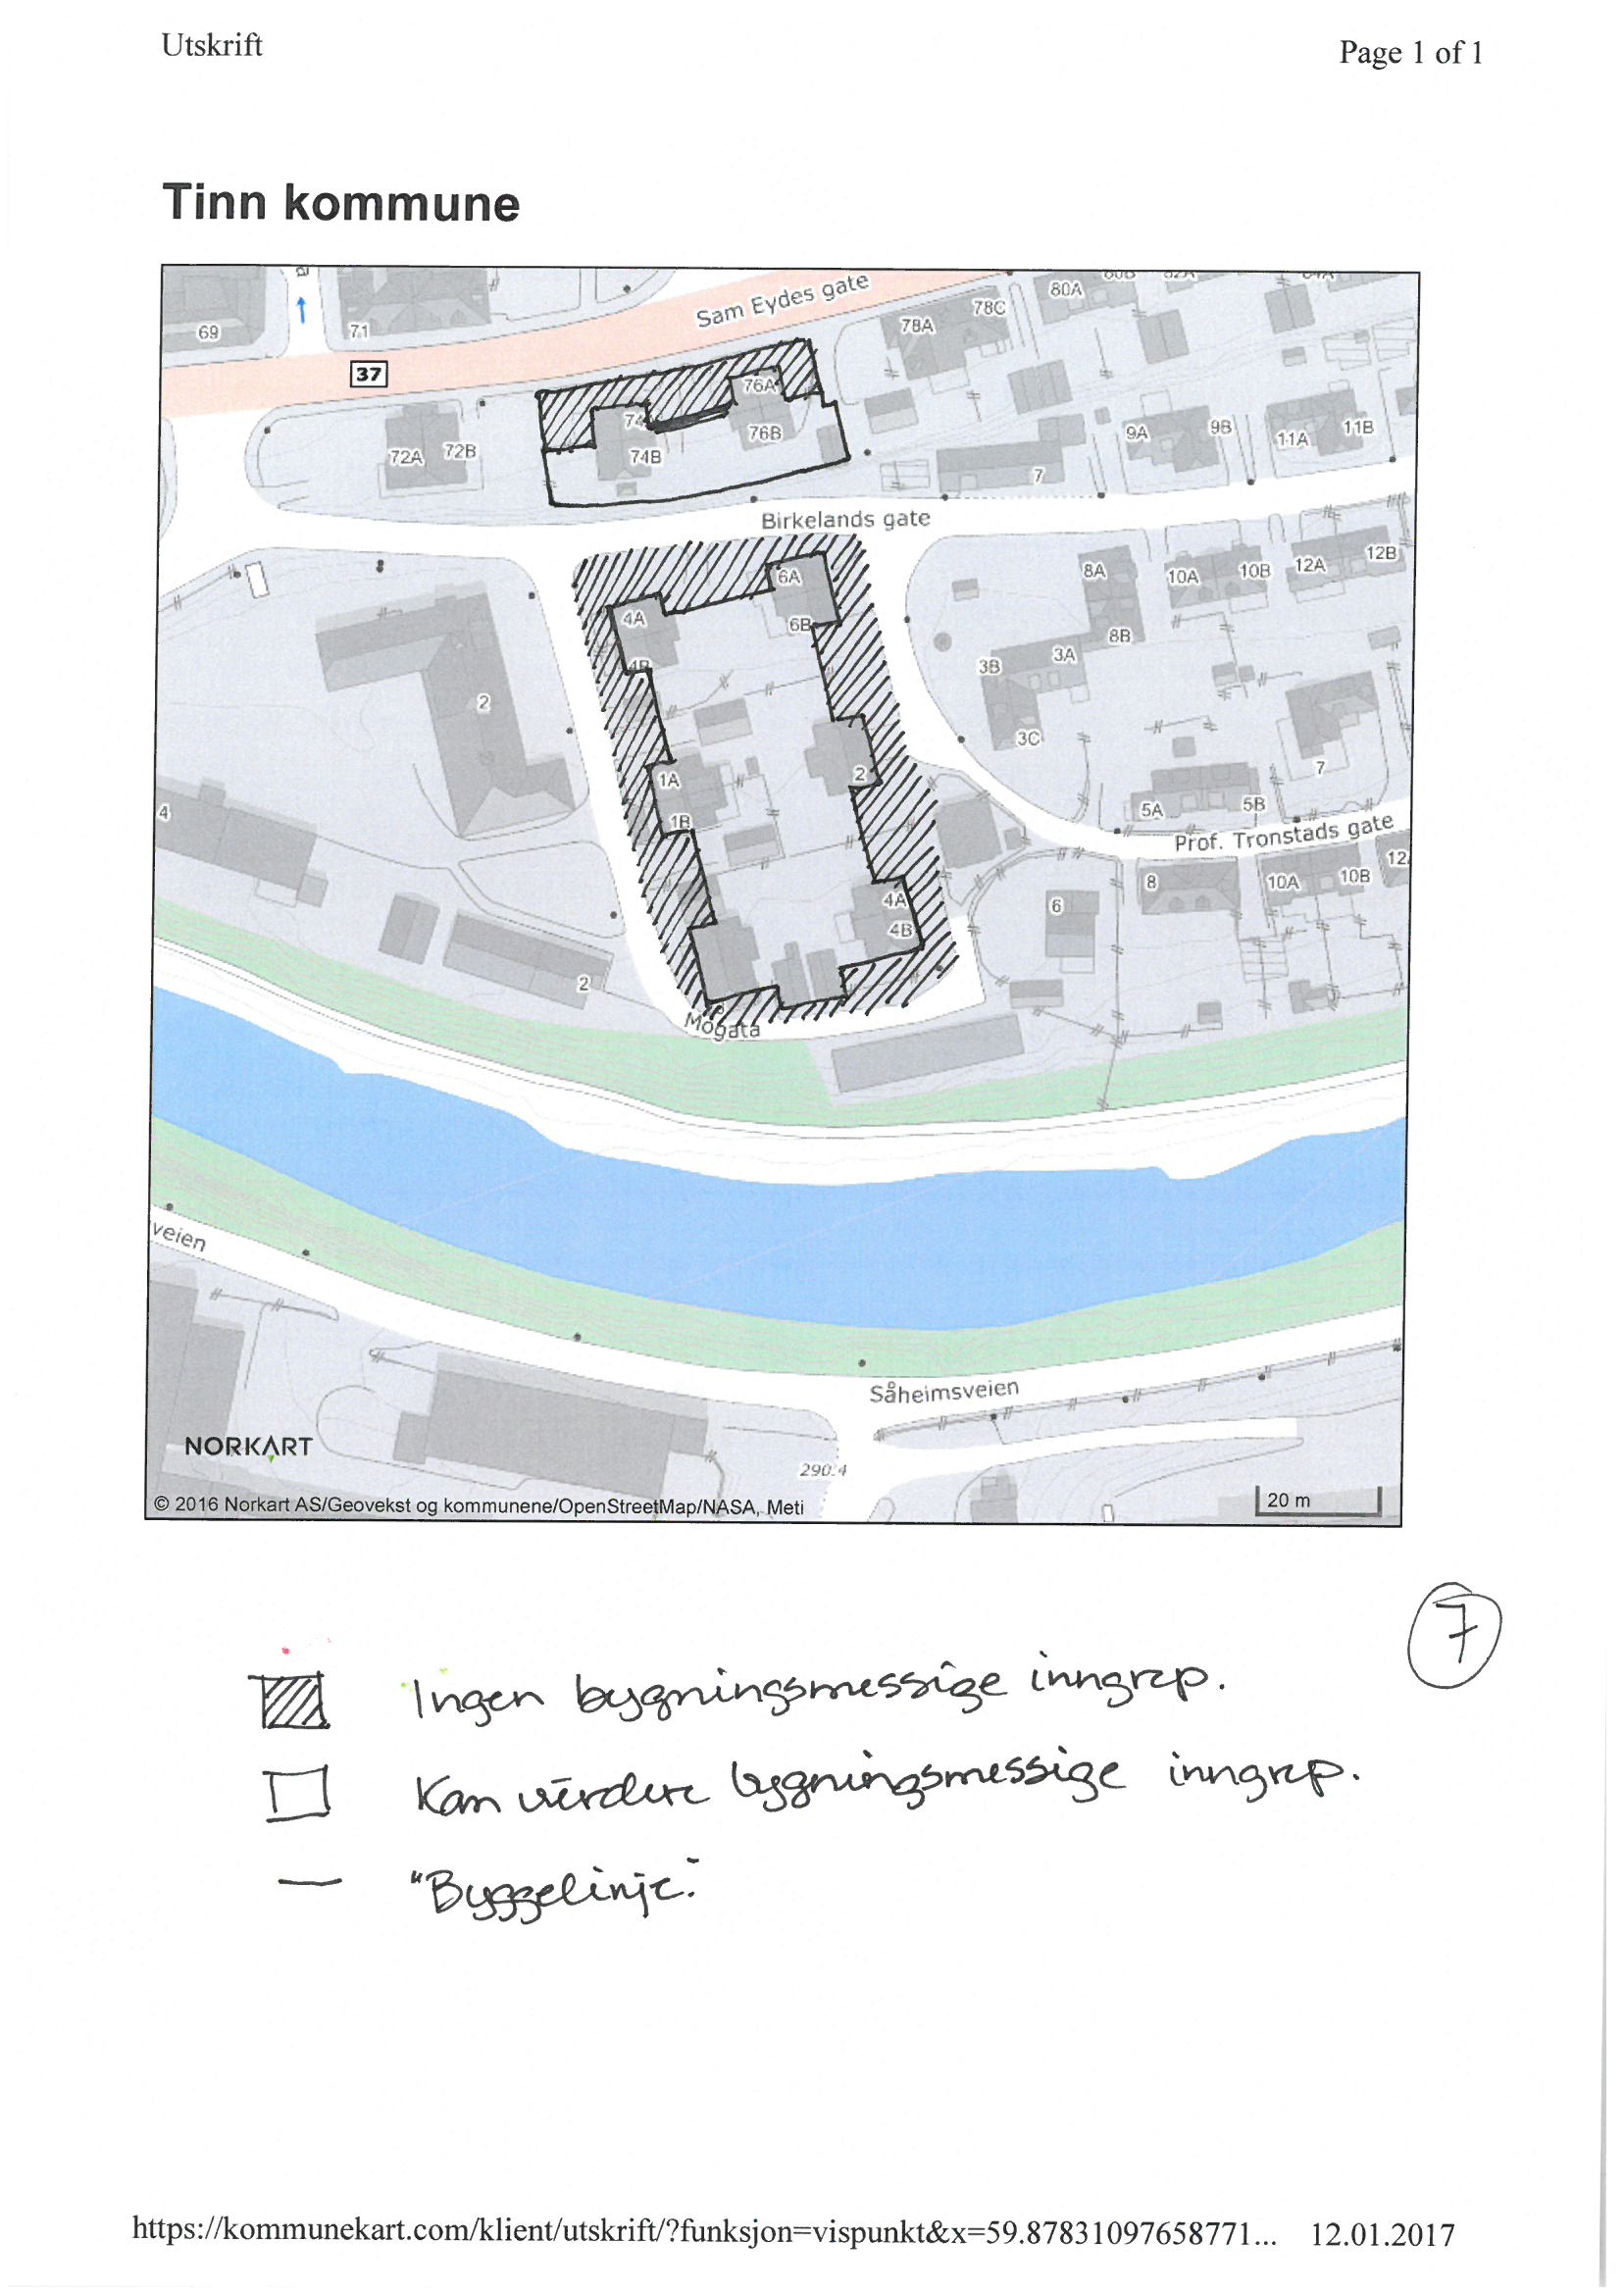 Utskrift
Page 1 of 1
Tinn kommune
69
71
37
Sam Eydes gate
78A
78C
80A
80B
82A
84A
72A
72B
74B
76A
76B
7
9A
9B
11A
11B
Birkelands gate
4A
4B
6A
6B
8A
8B
10A
10B
12A
12B
3A
3B
3C
2
1A
1B
2
7
5A
5B
Prof. Tronstads gate
4
4A
4B
6
8
10A
10B
12
2
Møgata
veien
Såheimsveien
290.4
NORKART
© 2016 Norkart AS/Geovekst og kommunene/OpenStreetMap/NASA, Meti
20 m
7
Ingen bygningsmessige inngrep.
Kan vurdere bygningsmessige inngrep.
"Byggelinje."
https://kommunekart.com/klient/utskrift/?funksjon=vispunkt&x=59.87831097658771...
12.01.2017